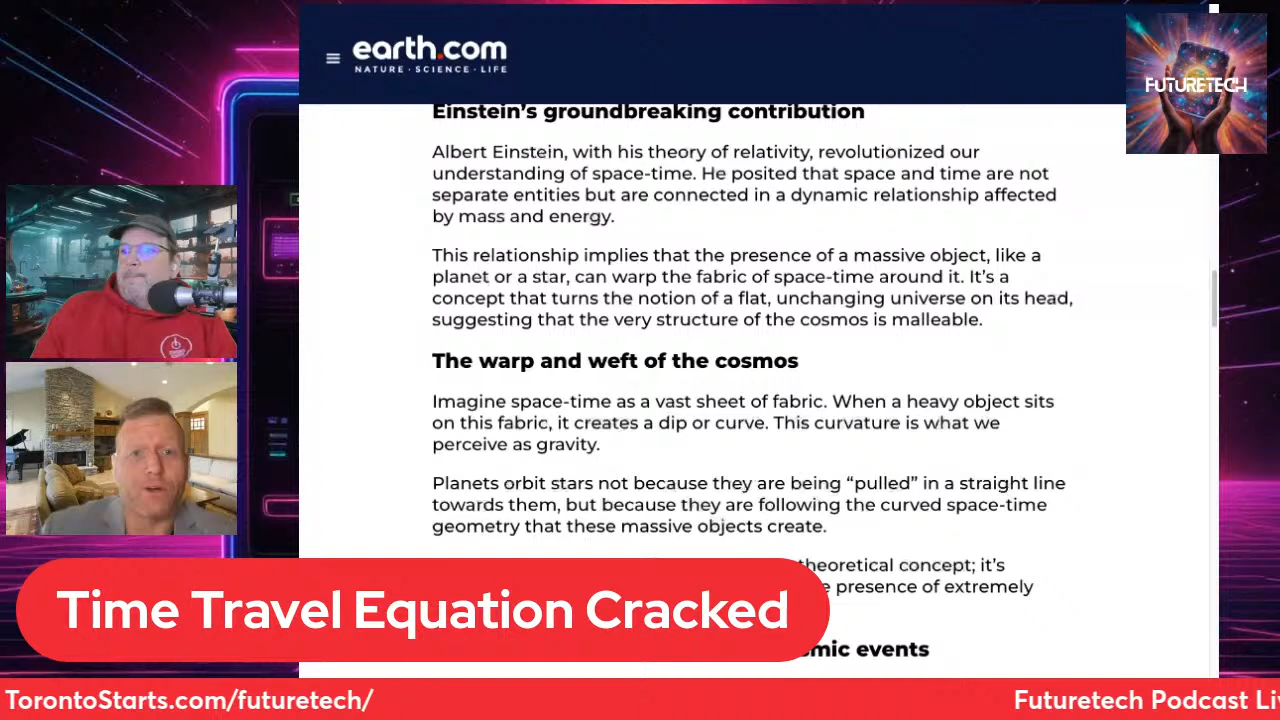 earth.com
NATURE · SCIENCE · LIFE
FUTURETECH
Einstein's groundbreaking contribution
Albert Einstein, with his theory of relativity, revolutionized our
understanding of space-time. He posited that space and time are not
separate entities but are connected in a dynamic relationship affected
by mass and energy.
This relationship implies that the presence of a massive object, like a
planet or a star, can warp the fabric of space-time around it. It's a
concept that turns the notion of a flat, unchanging universe on its head,
suggesting that the very structure of the cosmos is malleable.
The warp and weft of the cosmos
Imagine space-time as a vast sheet of fabric. When a heavy object sits
on this fabric, it creates a dip or curve. This curvature is what we
perceive as gravity.
Planets orbit stars not because they are being “pulled” in a straight line
towards them, but because they are following the curved space-time
geometry that these massive objects create.
theoretical concept; it's
presence of extremely
events
Time Travel Equation Cracked
TorontoStarts.com/futuretech/
Futuretech Podcast